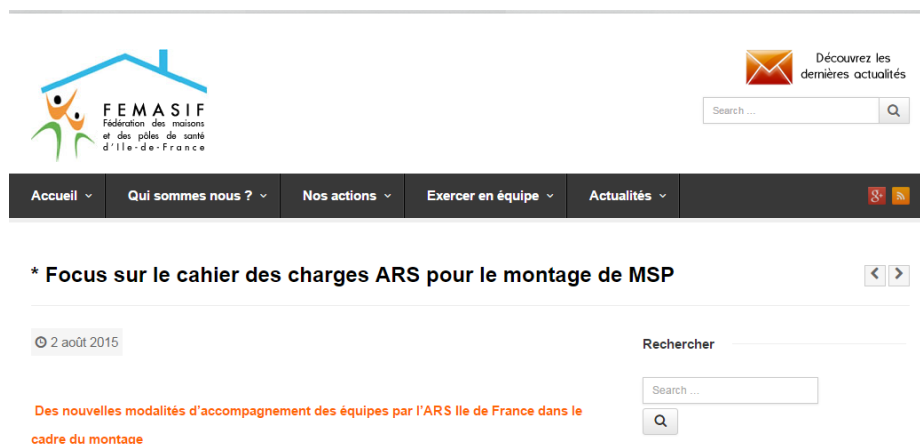 Découvrez les
dernières actualités
Search ...
FEMASIF
Fédération des maisons
et des pôles de santé
d'Ile-de-France
Accueil
Qui sommes nous ?
Nos actions
Exercer en équipe
Actualités
g+
* Focus sur le cahier des charges ARS pour le montage de MSP
2 août 2015
Rechercher
Search ...
Des nouvelles modalités d'accompagnement des équipes par l'ARS Ile de France dans le
cadre du montage